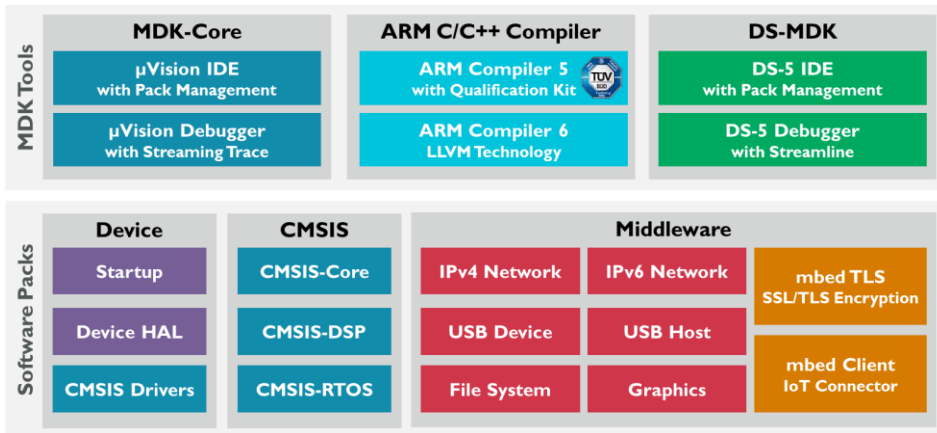 MDK Tools
MDK-Core
µVision IDE
with Pack Management
µVision Debugger
with Streaming Trace
ARM C/C++ Compiler
ARM Compiler 5
with Qualification Kit
TÜV
SÜD
ARM Compiler 6
LLVM Technology
DS-MDK
DS-5 IDE
with Pack Management
DS-5 Debugger
with Streamline
Software Packs
Device
Startup
Device HAL
CMSIS Drivers
CMSIS
CMSIS-Core
CMSIS-DSP
CMSIS-RTOS
Middleware
IPv4 Network
IPv6 Network
USB Device
USB Host
File System
Graphics
mbed TLS
SSL/TLS Encryption
mbed Client
IoT Connector